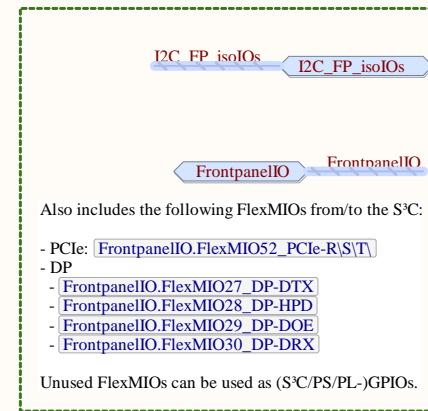 I2C_FP_isoIOs
I2C_FP_isoIOs
FrontpanelIO
FrontpanelIO
Also includes the following FlexMIOs from/to the S³C:
- PCIe: FrontpanelIO.FlexMIO52_PCIe-R\S\T\
- DP
- FrontpanelIO.FlexMIO27_DP-DTX
- FrontpanelIO.FlexMIO28_DP-HPD
- FrontpanelIO.FlexMIO29_DP-DOE
- FrontpanelIO.FlexMIO30_DP-DRX
Unused FlexMIOs can be used as (S³C/PS/PL-)GPIOs.